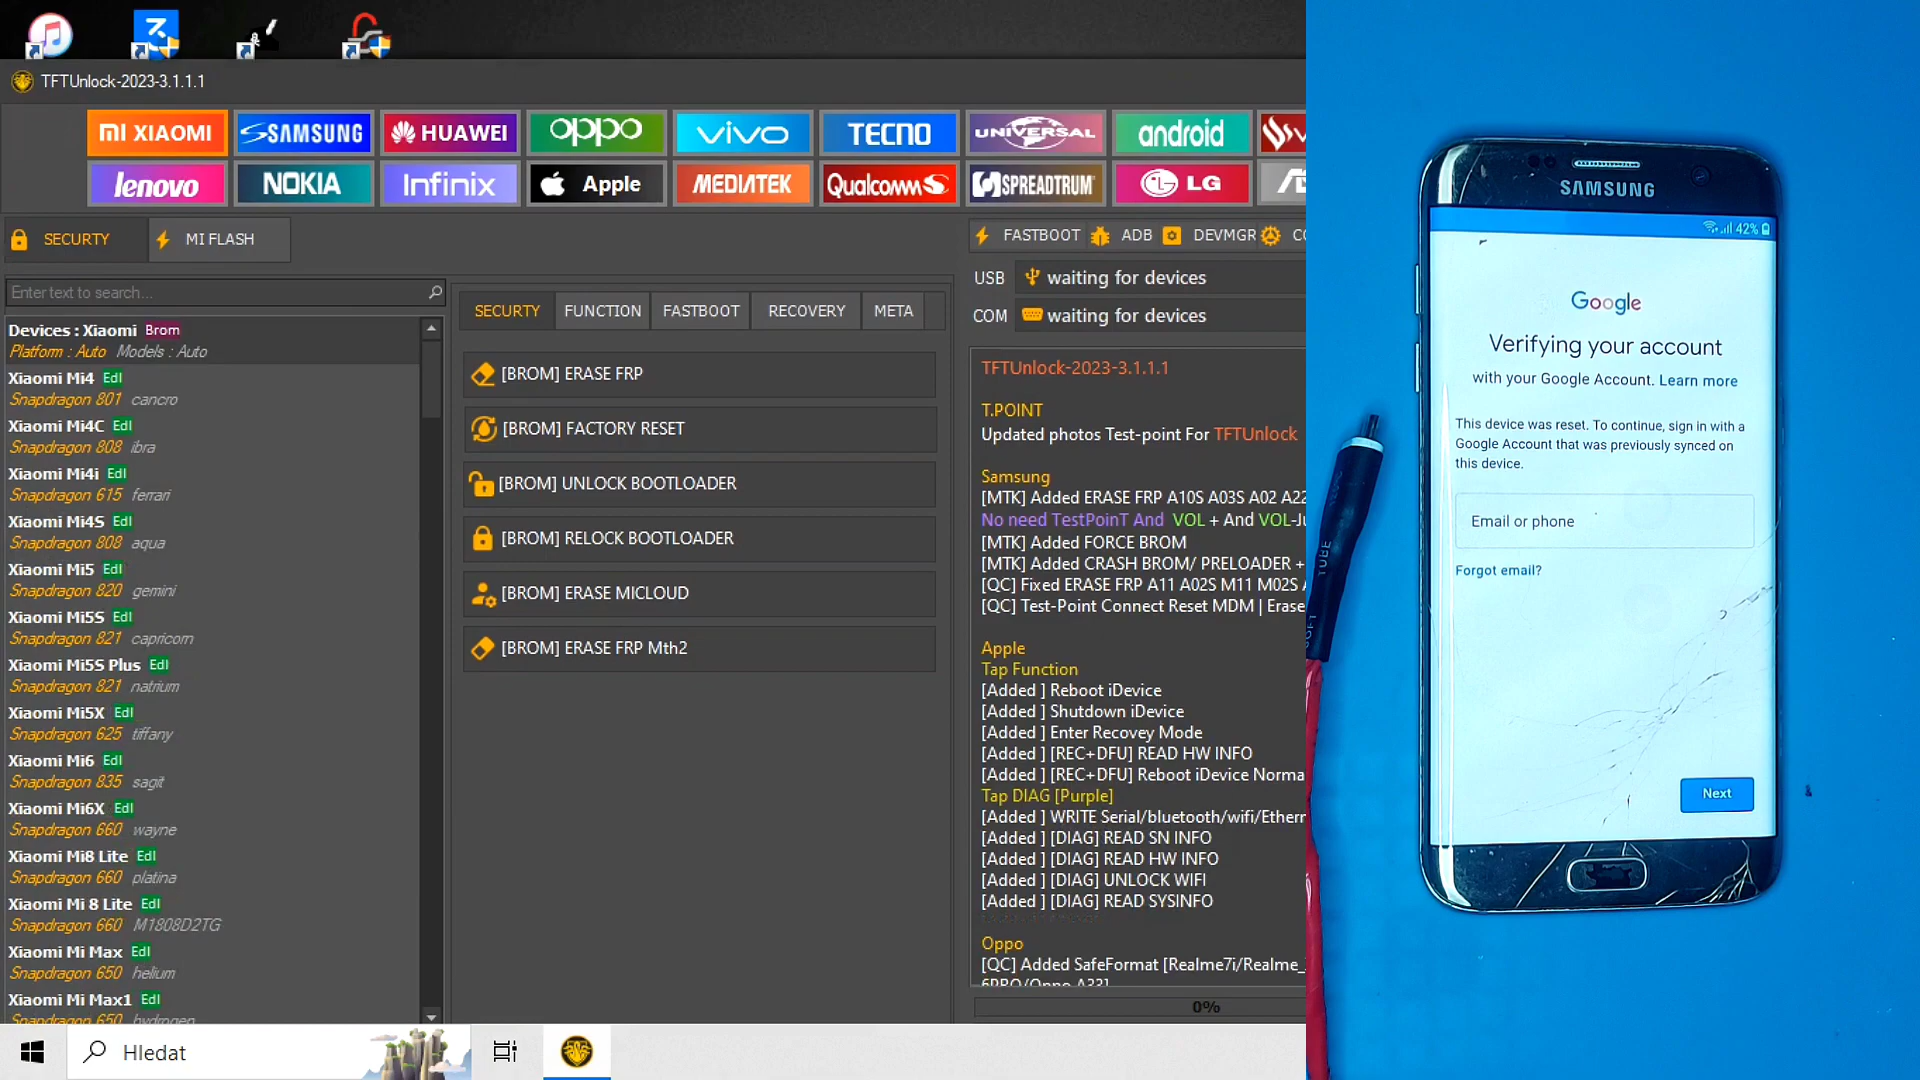 TFTUnlock-2023-3.1.1.1
MI XIAOMI
SAMSUNG
HUAWEI
oppo
vivo
TECNO
UNIVERSAL
android
lenovo
NOKIA
Infinix
Apple
MEDIATEK
Qualcomm
SPREADTRUM
LG
SECURTY
MI FLASH
Enter text to search...
Devices : Xiaomi Brom
Platform : Auto Models : Auto
Xiaomi Mi4 Edl
Snapdragon 801 cancro
Xiaomi Mi4C Edl
Snapdragon 808 ibra
Xiaomi Mi4i Edl
Snapdragon 615 ferrari
Xiaomi Mi4S Edl
Snapdragon 808 aqua
Xiaomi Mi5 Edl
Snapdragon 820 gemini
Xiaomi Mi5S Edl
Snapdragon 821 capricorn
Xiaomi Mi5S Plus Edl
Snapdragon 821 natrium
Xiaomi Mi5X Edl
Snapdragon 625 tiffany
Xiaomi Mi6 Edl
Snapdragon 835 sagit
Xiaomi Mi6X Edl
Snapdragon 660 wayne
Xiaomi Mi8 Lite Edl
Snapdragon 660 platina
Xiaomi Mi 8 Lite Edl
Snapdragon 660 M1808D2TG
Xiaomi Mi Max Edl
Snapdragon 650 helium
Xiaomi Mi Max1 Edl
Snapdragon 650 hydrogen
SECURTY
FUNCTION
FASTBOOT
RECOVERY
META
[BROM] ERASE FRP
[BROM] FACTORY RESET
[BROM] UNLOCK BOOTLOADER
[BROM] RELOCK BOOTLOADER
[BROM] ERASE MICLOUD
[BROM] ERASE FRP Mth2
FASTBOOT
ADB
DEVMGR
USB waiting for devices
COM waiting for devices
TFTUnlock-2023-3.1.1.1
T.POINT
Updated photos Test-point For TFTUnlock
Samsung
[MTK] Added ERASE FRP A10S A03S A02 A22
No need TestPoinT And VOL + And VOL-
[MTK] Added FORCE BROM
[MTK] Added CRASH BROM/ PRELOADER +
[QC] Fixed ERASE FRP A11 A02S M11 M02S
[QC] Test-Point Connect Reset MDM | Erase
Apple
Tap Function
[Added ] Reboot iDevice
[Added ] Shutdown iDevice
[Added ] Enter Recovey Mode
[Added ] [REC+DFU] READ HW INFO
[Added ] [REC+DFU] Reboot iDevice Norma
Tap DIAG [Purple]
[Added ] WRITE Serial/bluetooth/wifi/Ethern
[Added ] [DIAG] READ SN INFO
[Added ] [DIAG] READ HW INFO
[Added ] [DIAG] UNLOCK WIFI
[Added ] [DIAG] READ SYSINFO
Oppo
[QC] Added SafeFormat [Realme7i/Realme_
6PRO/Oppo A33]
0%
Hledat
SAMSUNG
42%
Google
Verifying your account
with your Google Account. Learn more
This device was reset. To continue, sign in with a
Google Account that was previously synced on
this device.
Email or phone
Forgot email?
Next
TUBE